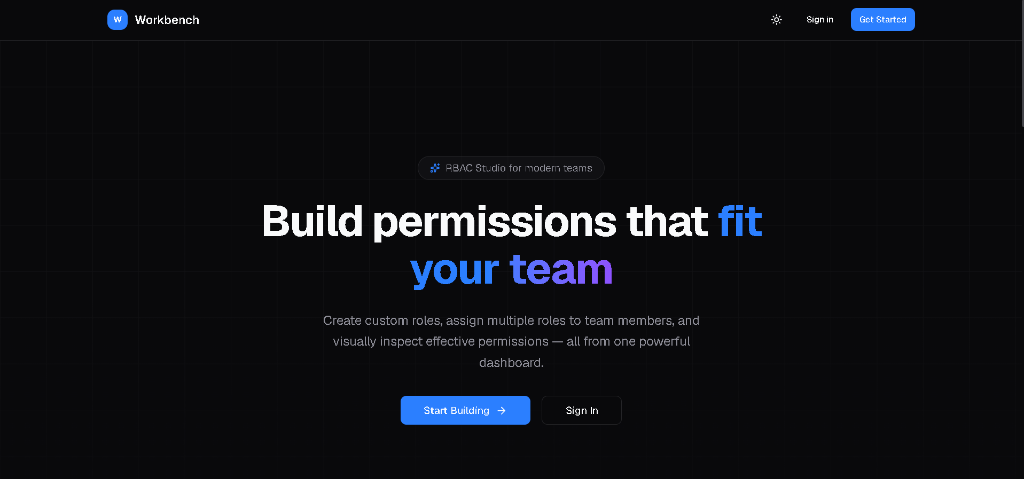 W Workbench
Sign in
Get Started
RBAC Studio for modern teams
Build permissions that fit
your team
Create custom roles, assign multiple roles to team members, and
visually inspect effective permissions — all from one powerful
dashboard.
Start Building →
Sign In